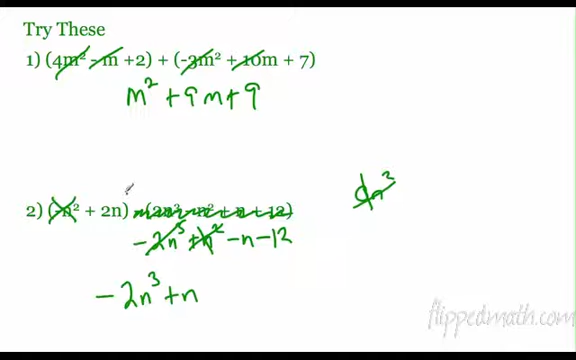 Try These
1) (4m² - m +2) + (-3m² + 10m + 7)
m² + 9m + 9
2) (-n² + 2n) - (2n³ - n² + n + 12)
n³
-2n³ +n² -n -12
-2n³ + n
flippedmath.com